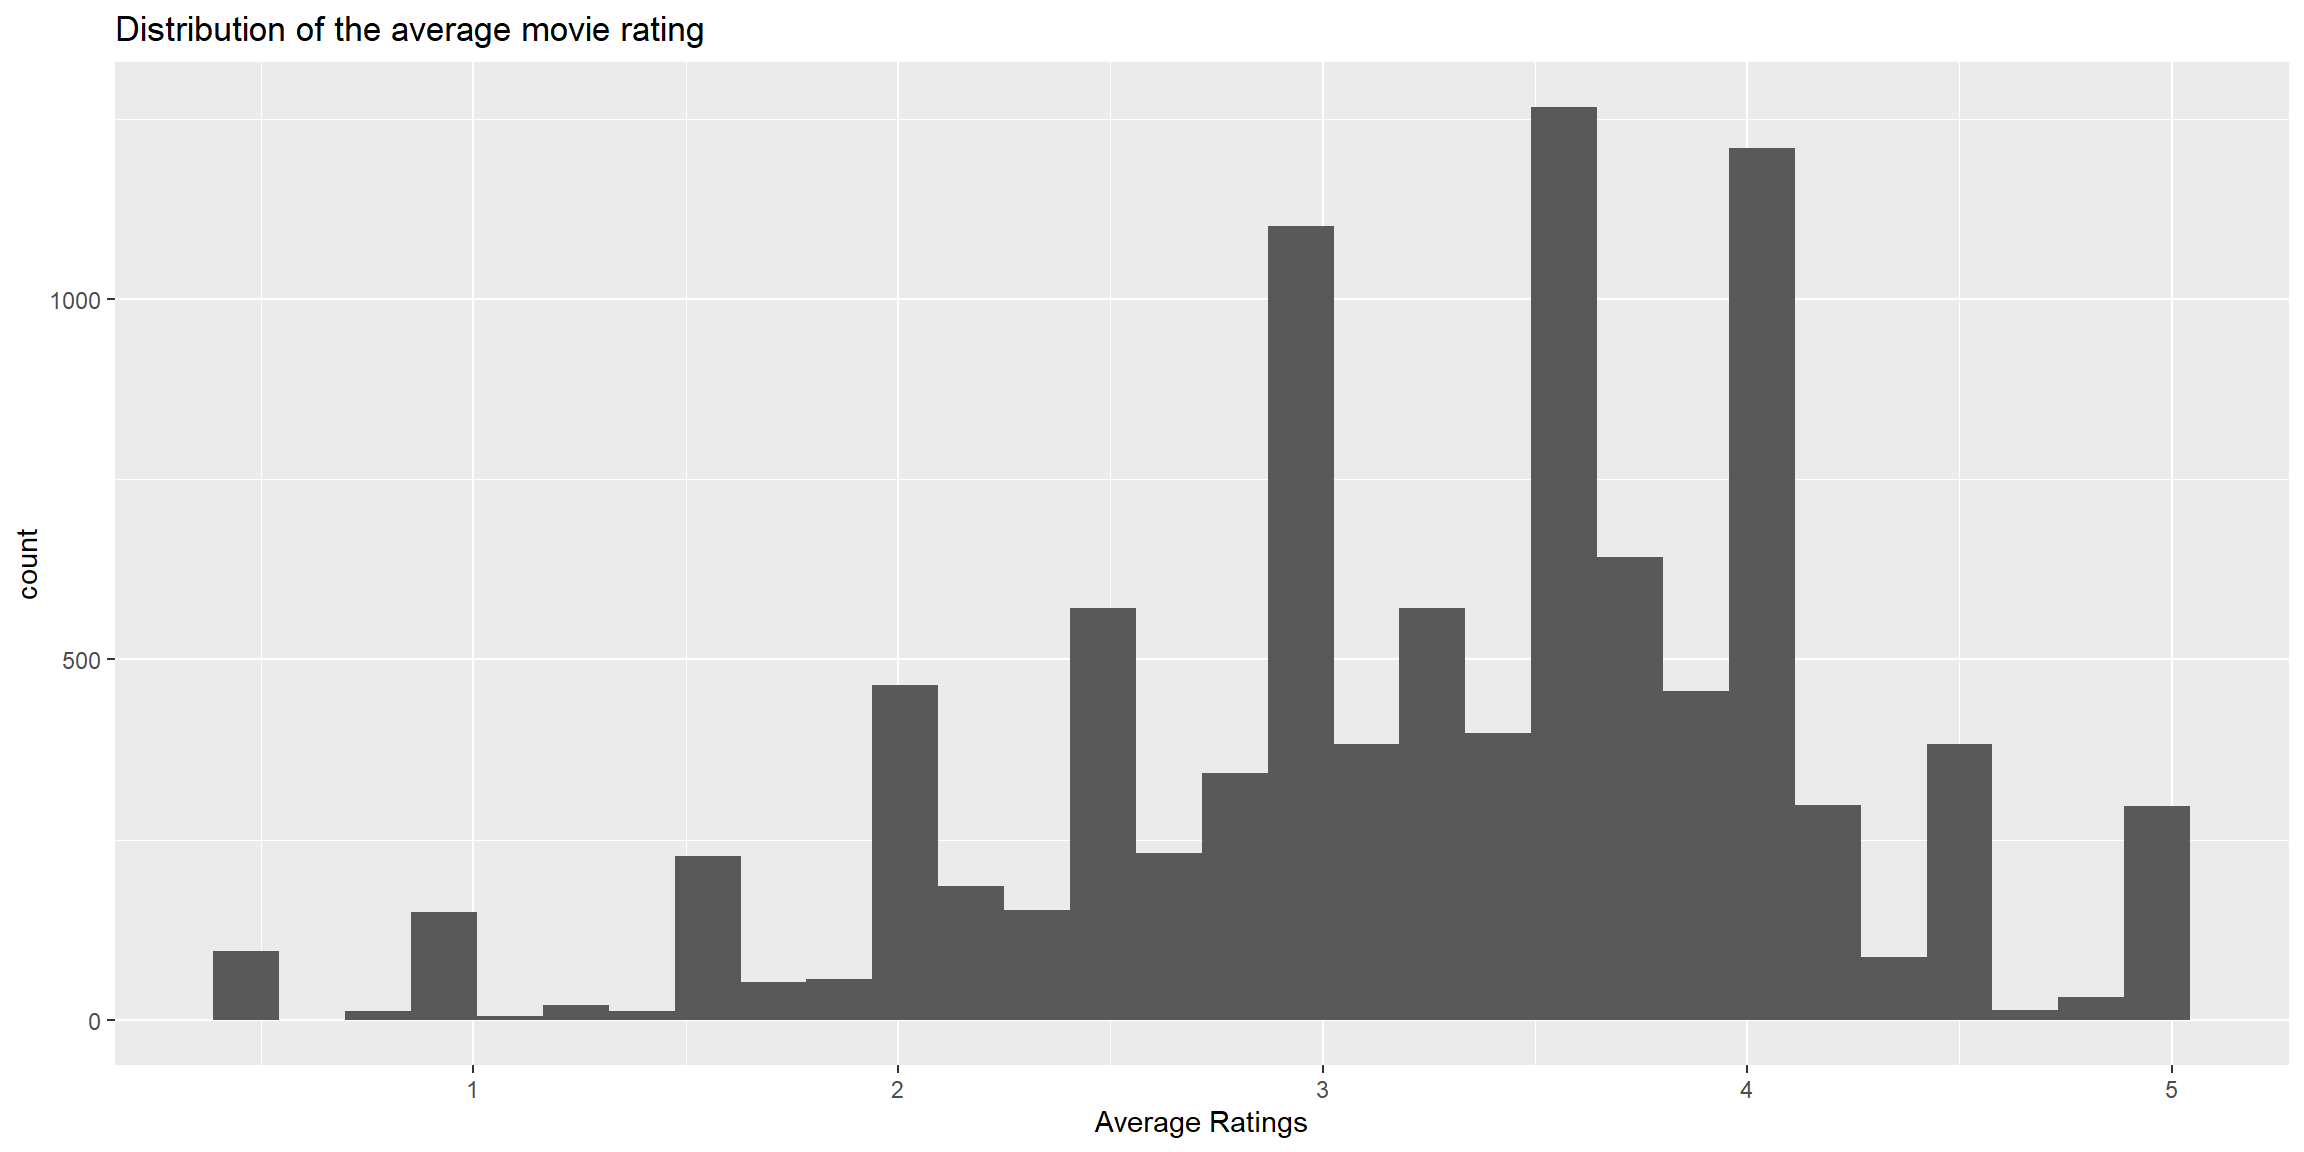 Distribution of the average movie rating
1000
500
0
count
1 2 3 4 5
Average Ratings